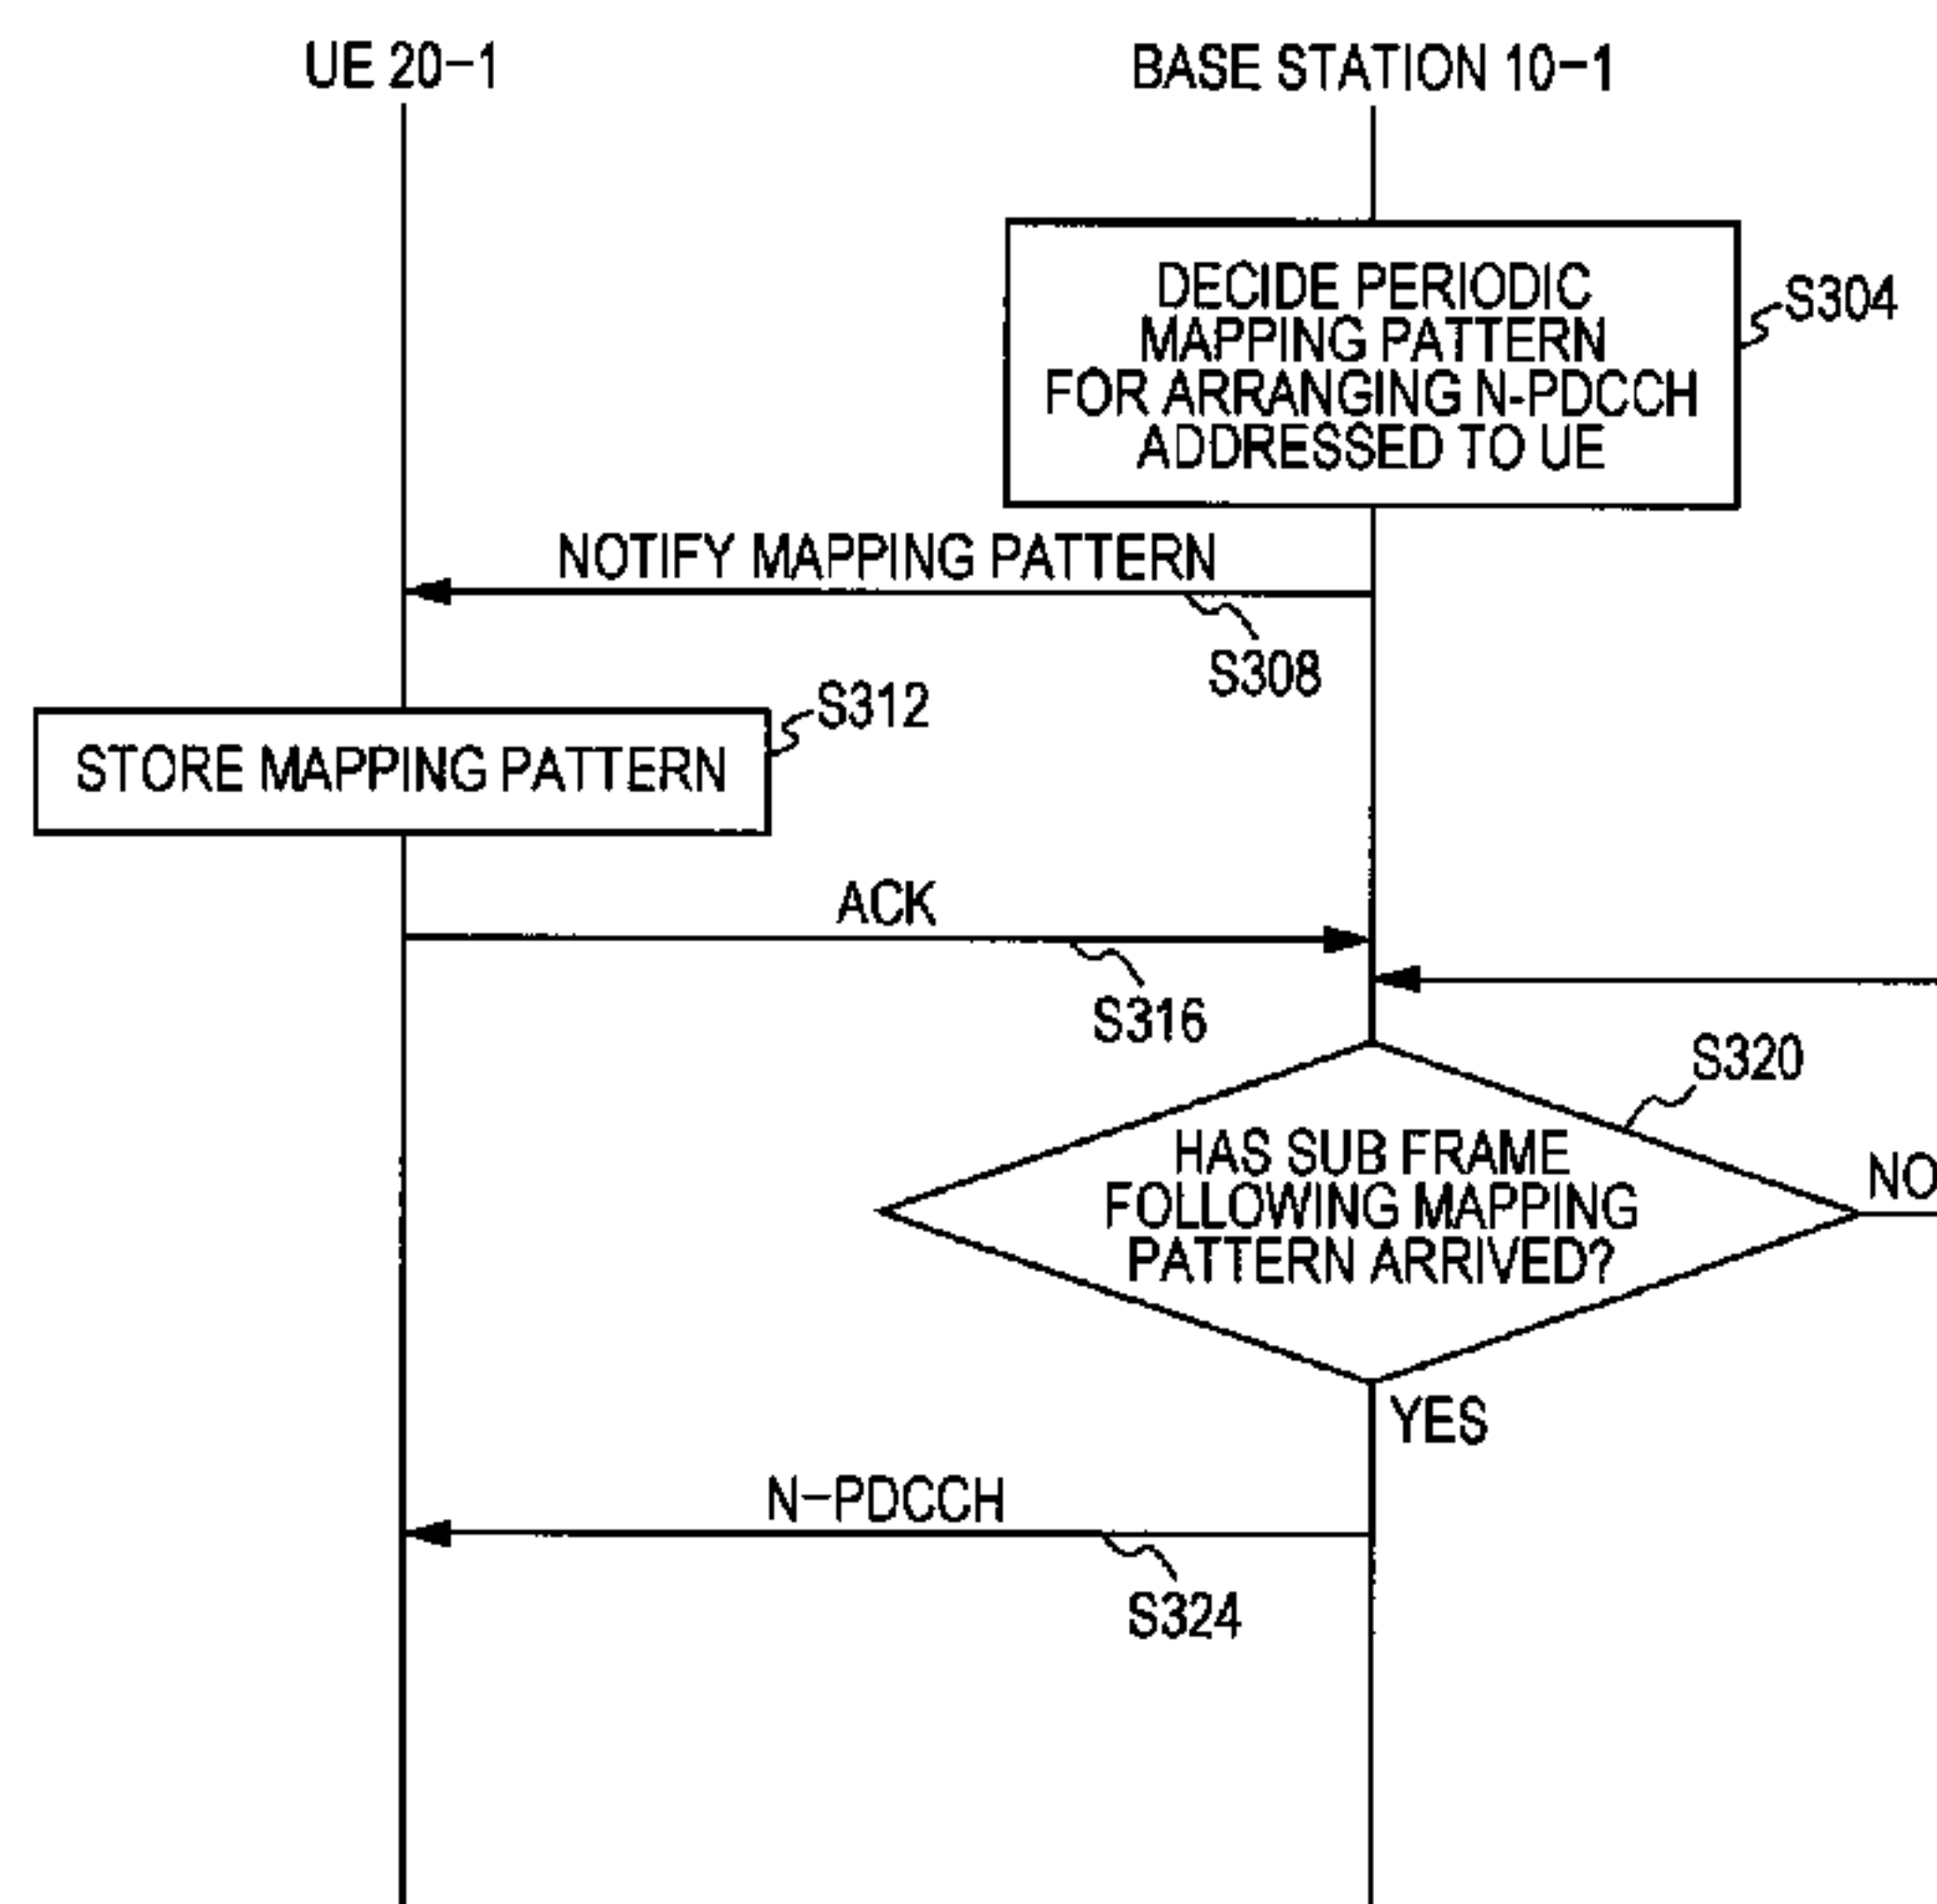 UE 20-1
BASE STATION 10-1
DECIDE PERIODIC
MAPPING PATTERN
FOR ARRANGING N-PDCCH
ADDRESSED TO UE
S304
NOTIFY MAPPING PATTERN
S308
S312
STORE MAPPING PATTERN
ACK
S316
S320
HAS SUB FRAME
FOLLOWING MAPPING
PATTERN ARRIVED?
NO
YES
N-PDCCH
S324